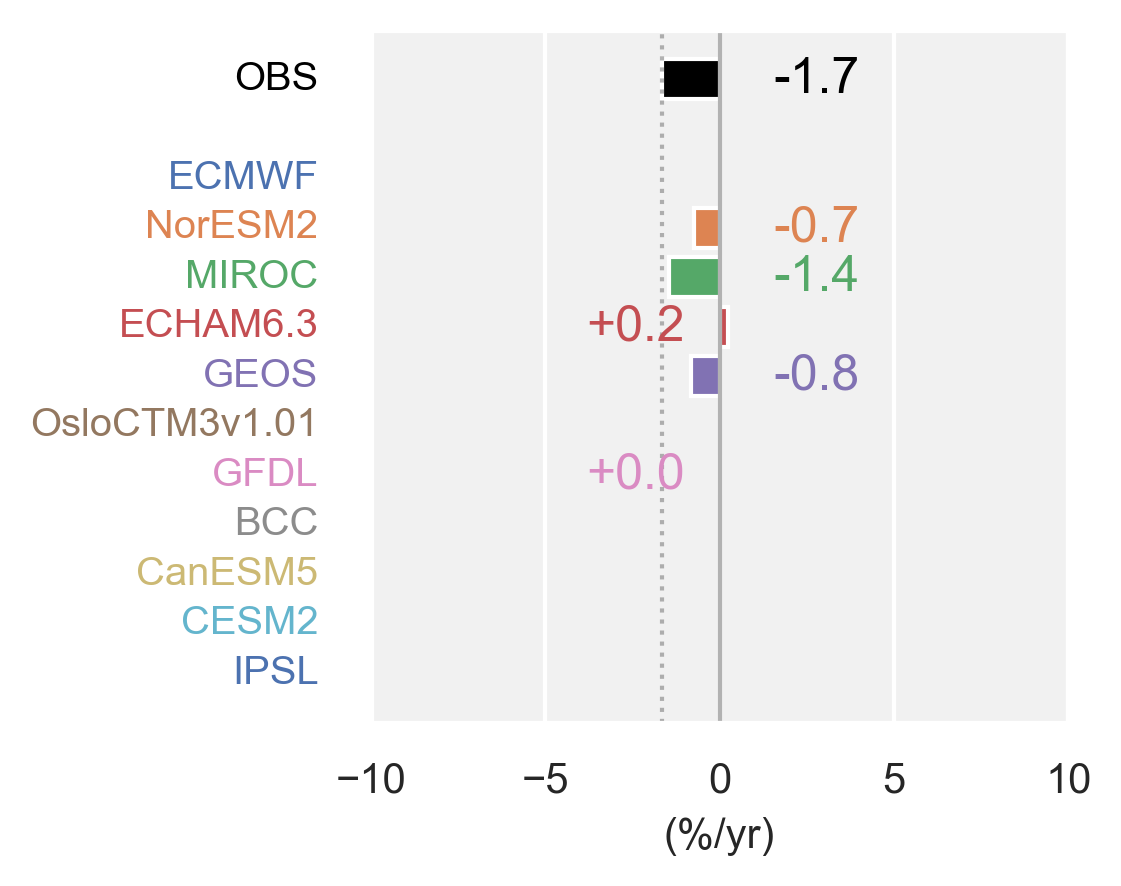 OBS -1.7
ECMWF
NorESM2 -0.7
MIROC -1.4
ECHAM6.3 +0.2
GEOS -0.8
OsloCTM3v1.01
GFDL +0.0
BCC
CanESM5
CESM2
IPSL
−10 −5 0 5 10
(%/yr)